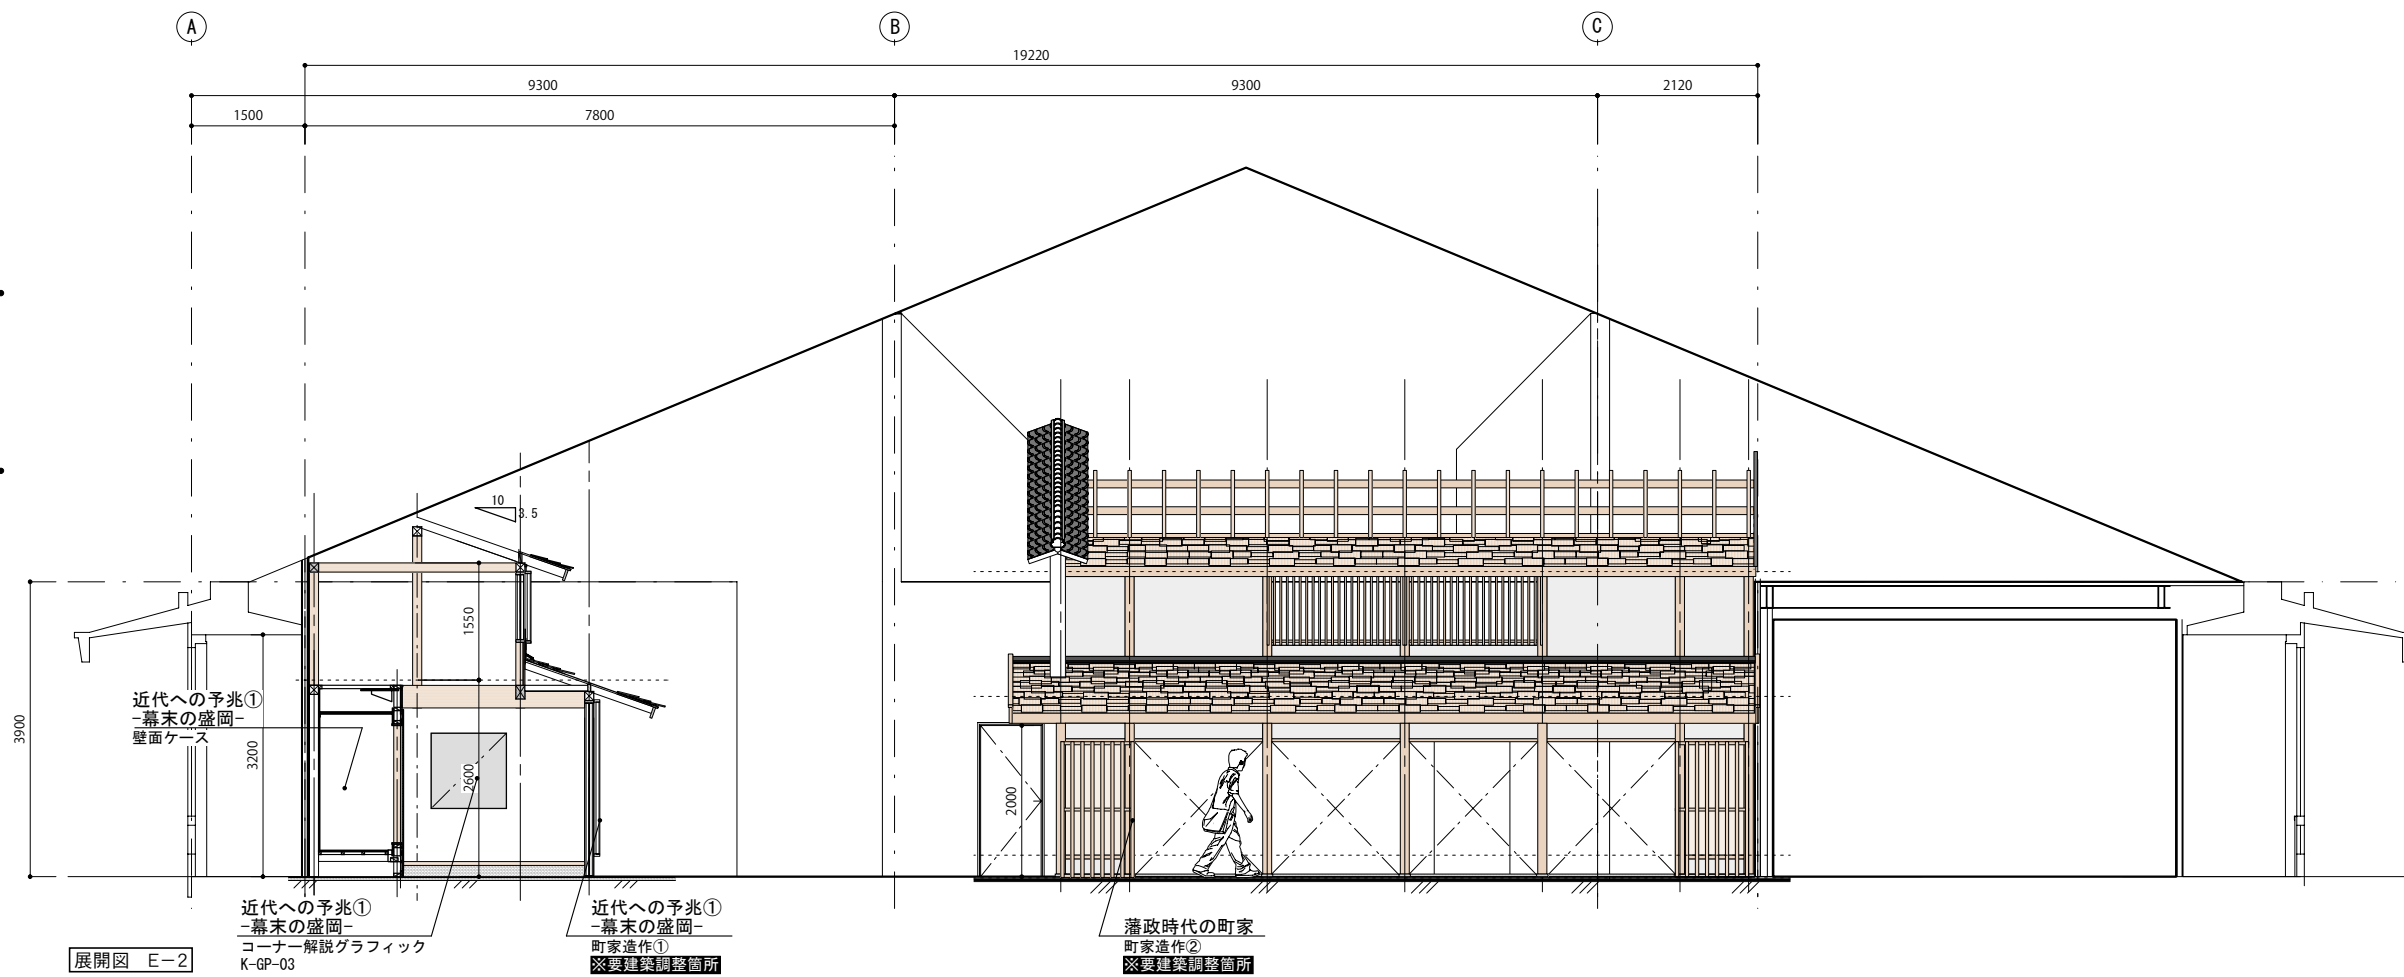 A
B
C
19220
9300
9300
2120
1500
7800
10
3.5
1550
近代への予兆①
-幕末の盛岡-
壁面ケース
3900
3200
2600
2000
近代への予兆①
-幕末の盛岡-
コーナー解説グラフィック
K-GP-03
近代への予兆①
-幕末の盛岡-
町家造作①
※要建築調整箇所
藩政時代の町家
町家造作②
※要建築調整箇所
展開図 E-2